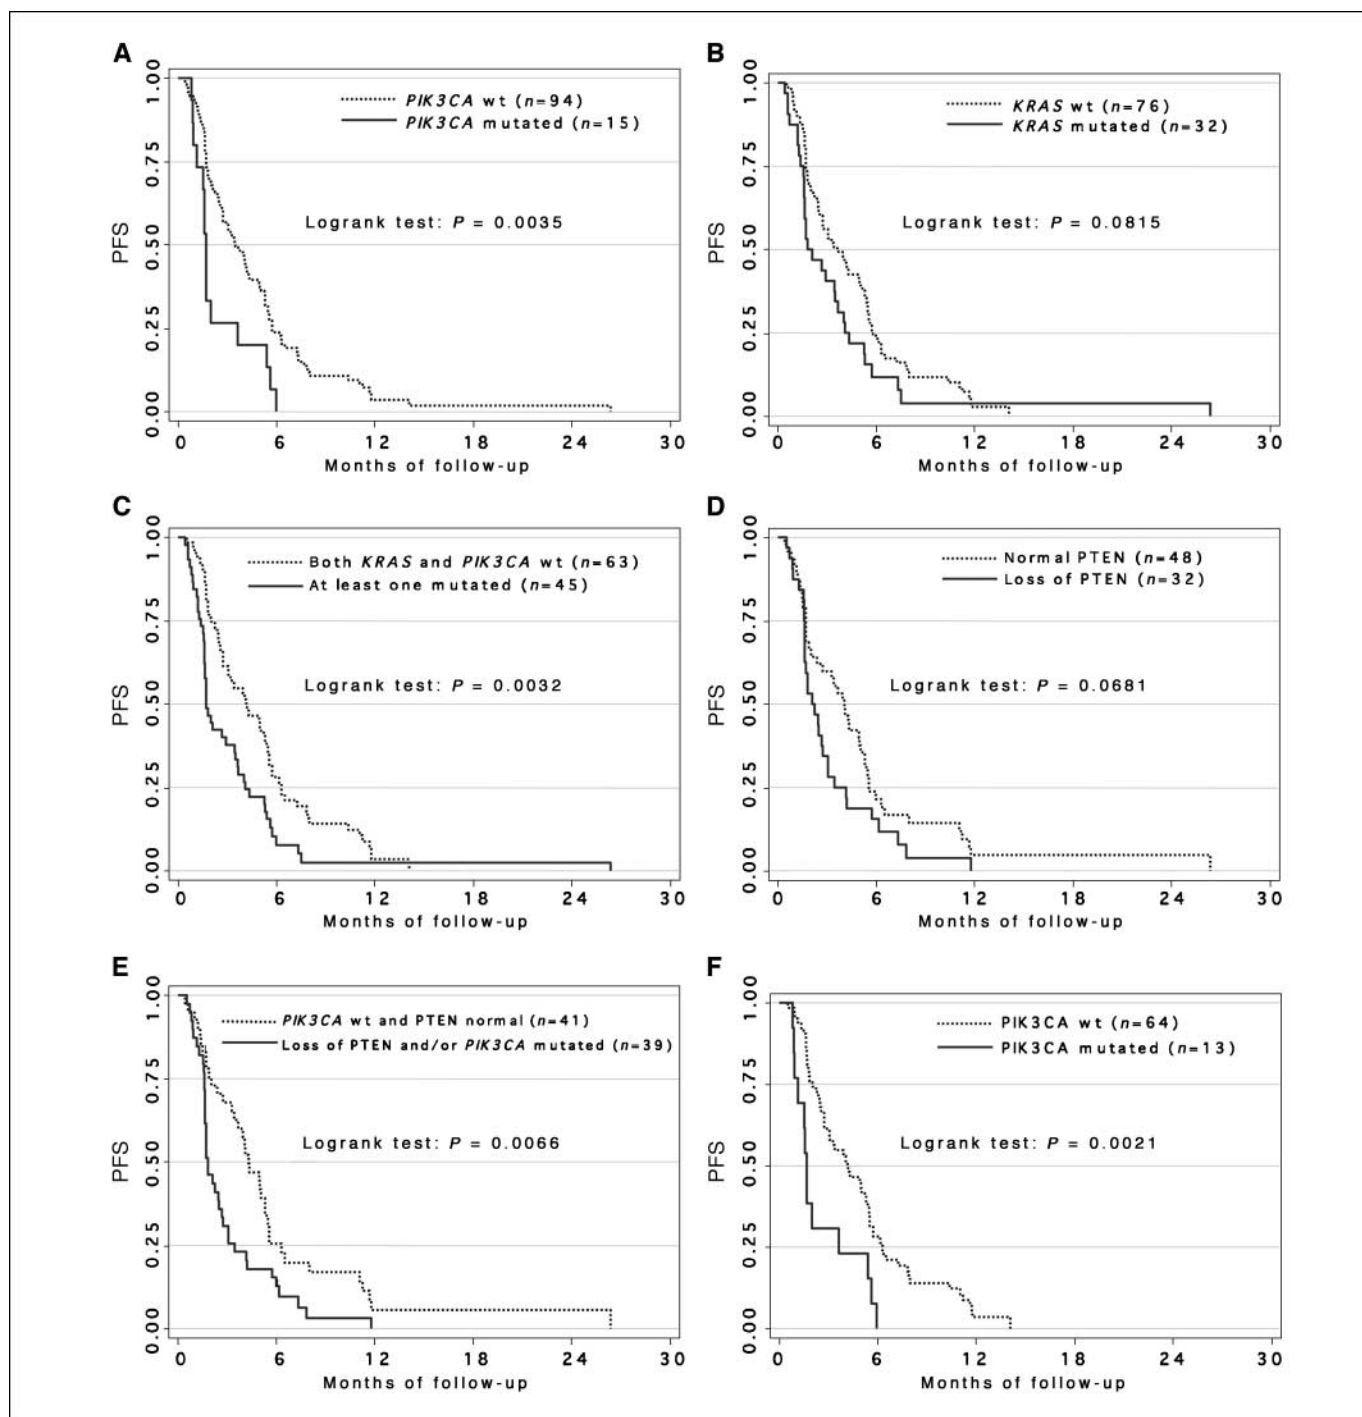 A
1.00
0.75
0.50
0.25
0.00
PFS
PIK3CA wt (n=94)
PIK3CA mutated (n=15)
Logrank test: P = 0.0035
0 6 12 18 24 30
Months of follow-up
B
1.00
0.75
0.50
0.25
0.00
PFS
KRAS wt (n=76)
KRAS mutated (n=32)
Logrank test: P = 0.0815
0 6 12 18 24 30
Months of follow-up
C
1.00
0.75
0.50
0.25
0.00
PFS
Both KRAS and PIK3CA wt (n=63)
At least one mutated (n=45)
Logrank test: P = 0.0032
0 6 12 18 24 30
Months of follow-up
D
1.00
0.75
0.50
0.25
0.00
PFS
Normal PTEN (n=48)
Loss of PTEN (n=32)
Logrank test: P = 0.0681
0 6 12 18 24 30
Months of follow-up
E
1.00
0.75
0.50
0.25
0.00
PFS
PIK3CA wt and PTEN normal (n=41)
Loss of PTEN and/or PIK3CA mutated (n=39)
Logrank test: P = 0.0066
0 6 12 18 24 30
Months of follow-up
F
1.00
0.75
0.50
0.25
0.00
PFS
PIK3CA wt (n=64)
PIK3CA mutated (n=13)
Logrank test: P = 0.0021
0 6 12 18 24 30
Months of follow-up